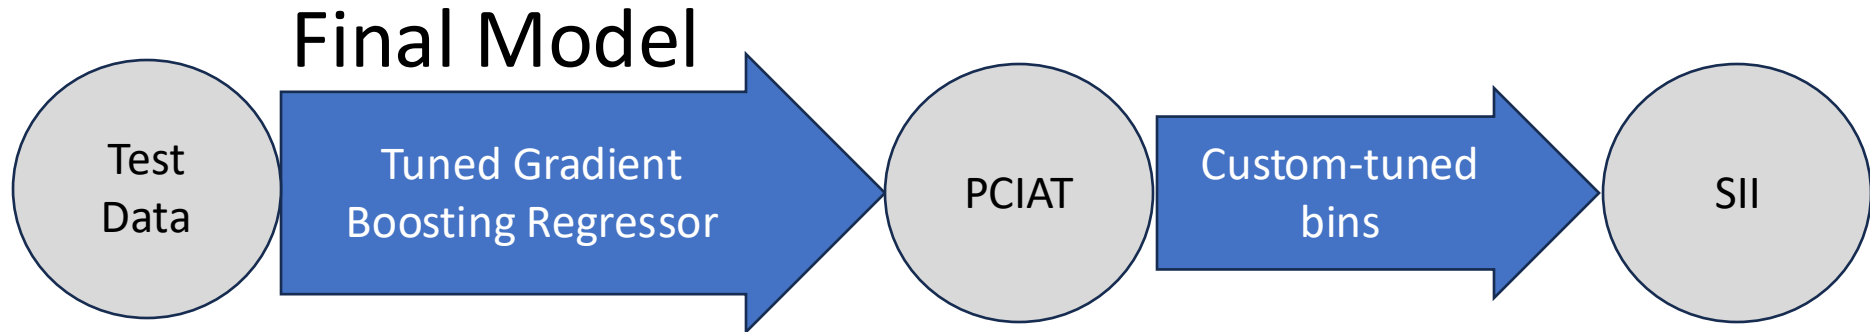 Final Model
Test
Data
Tuned Gradient
Boosting Regressor
PCIAT
Custom-tuned
bins
SII